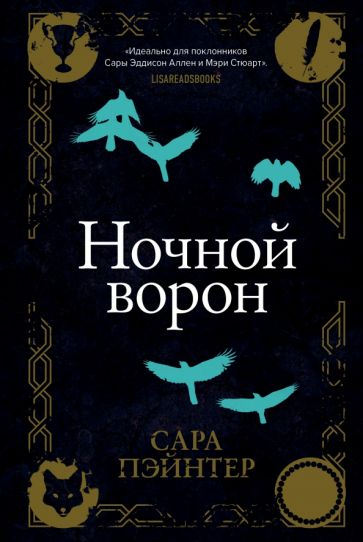 «Идеально для поклонников
Сары Эддисон Аллен и Мэри Стюарт».
LISAREADSBOOKS
Ночной
ворон
САРА
ПЭЙНТЕР